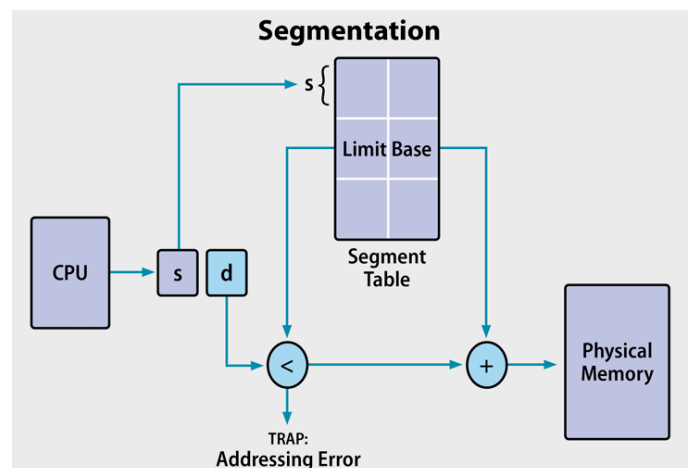 Segmentation
s {
Limit Base
Segment
Table
CPU
s
d
<
+
Physical
Memory
TRAP:
Addressing Error